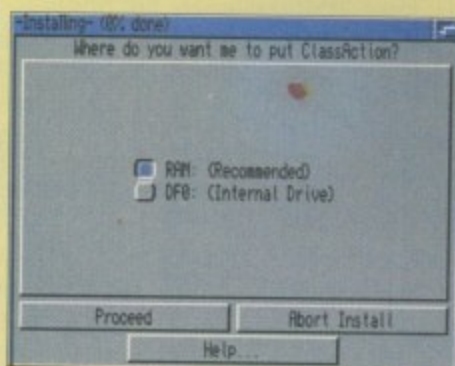 -Installing- (0% done)
Where do you want me to put ClassAction?
RAM: (Recommended)
DF0: (Internal Drive)
Proceed
Abort Install
Help...